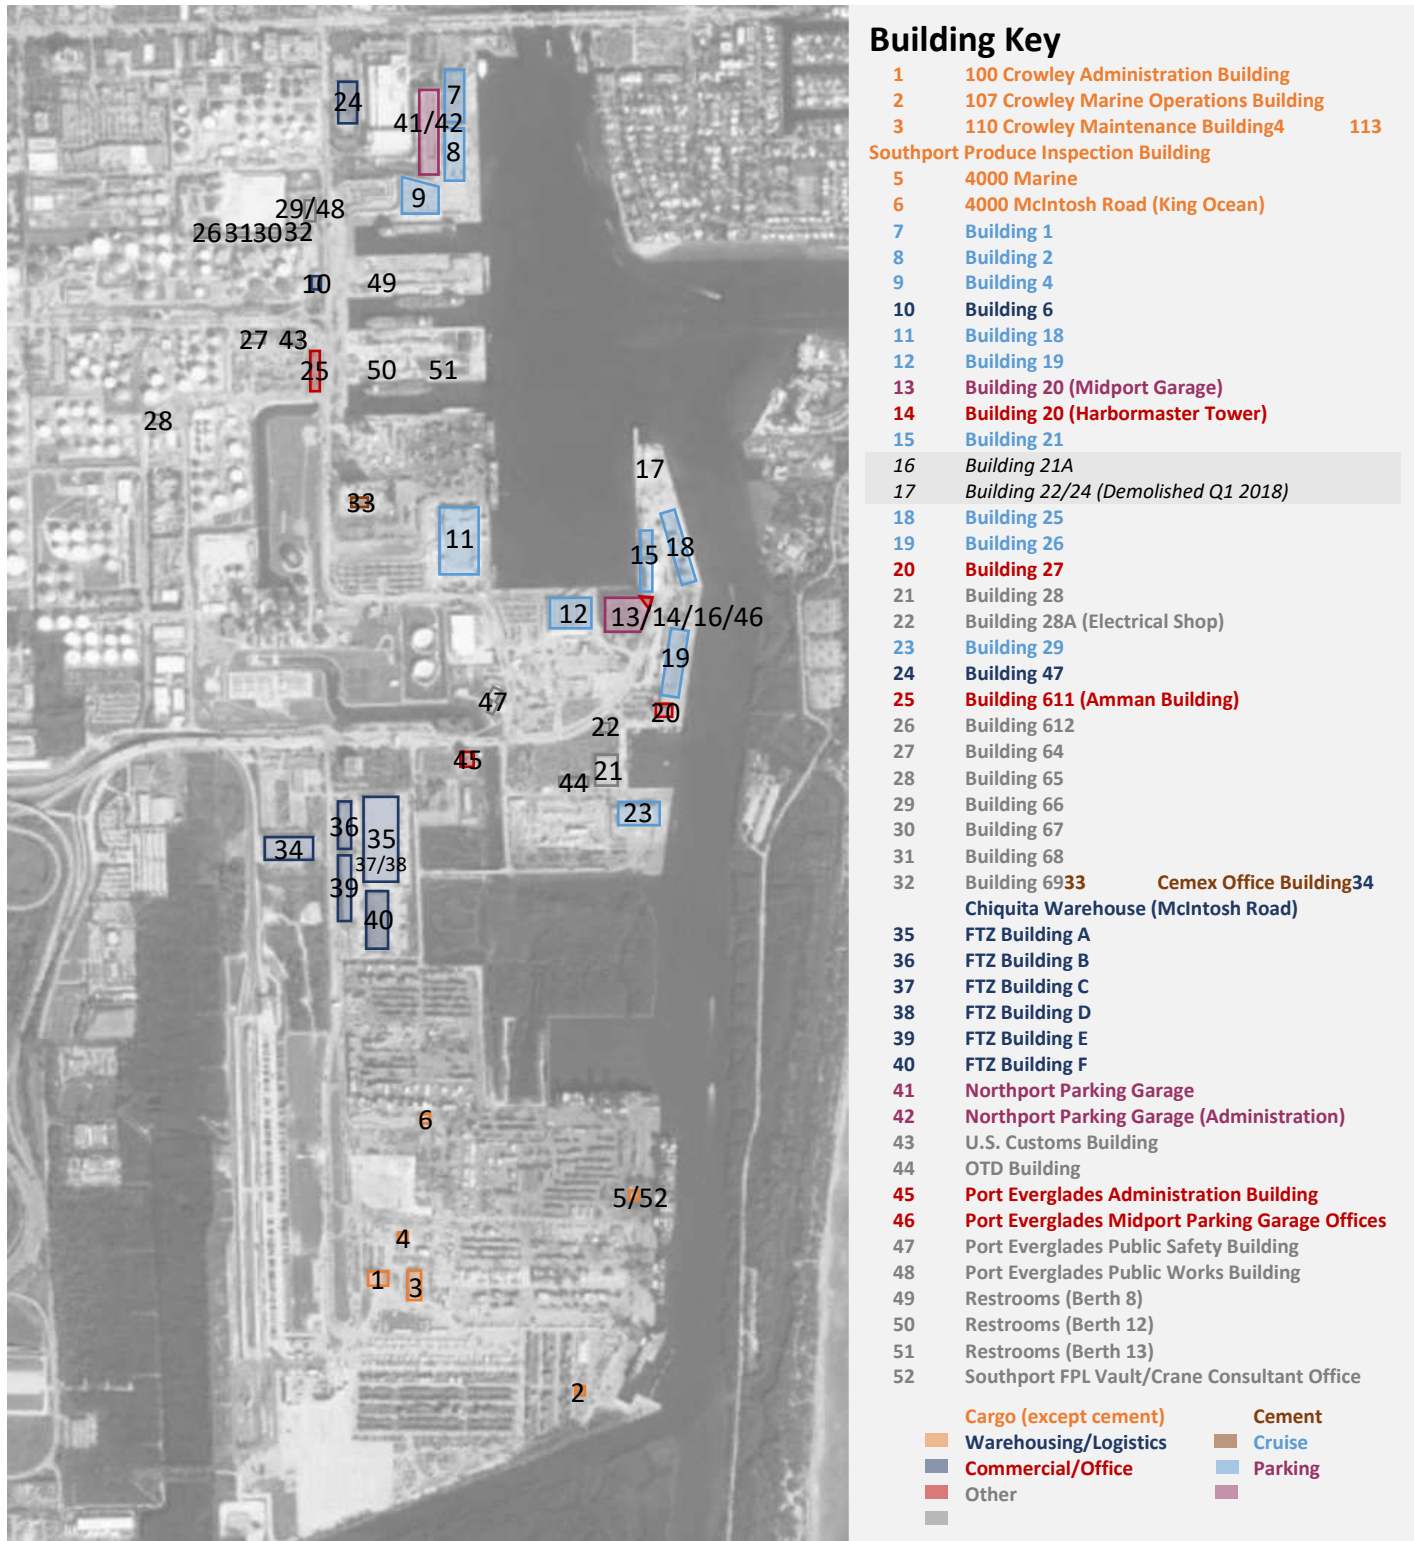 24
7
41/42
8
9
29/48
26 31 30 32
10
49
27 43
25
50 51
28
17
33
11
15 18
12
13/14/16/46
19
47
20
22
45
21
44
23
36
35
34
37/38
39
40
6
5/52
4
1
3
2
Building Key
1 100 Crowley Administration Building
2 107 Crowley Marine Operations Building
3 110 Crowley Maintenance Building4 113
Southport Produce Inspection Building
5 4000 Marine
6 4000 McIntosh Road (King Ocean)
7 Building 1
8 Building 2
9 Building 4
10 Building 6
11 Building 18
12 Building 19
13 Building 20 (Midport Garage)
14 Building 20 (Harbormaster Tower)
15 Building 21
16 Building 21A
17 Building 22/24 (Demolished Q1 2018)
18 Building 25
19 Building 26
20 Building 27
21 Building 28
22 Building 28A (Electrical Shop)
23 Building 29
24 Building 47
25 Building 611 (Amman Building)
26 Building 612
27 Building 64
28 Building 65
29 Building 66
30 Building 67
31 Building 68
32 Building 6933 Cemex Office Building34
Chiquita Warehouse (McIntosh Road)
35 FTZ Building A
36 FTZ Building B
37 FTZ Building C
38 FTZ Building D
39 FTZ Building E
40 FTZ Building F
41 Northport Parking Garage
42 Northport Parking Garage (Administration)
43 U.S. Customs Building
44 OTD Building
45 Port Everglades Administration Building
46 Port Everglades Midport Parking Garage Offices
47 Port Everglades Public Safety Building
48 Port Everglades Public Works Building
49 Restrooms (Berth 8)
50 Restrooms (Berth 12)
51 Restrooms (Berth 13)
52 Southport FPL Vault/Crane Consultant Office
Cargo (except cement) Cement
Warehousing/Logistics Cruise
Commercial/Office Parking
Other